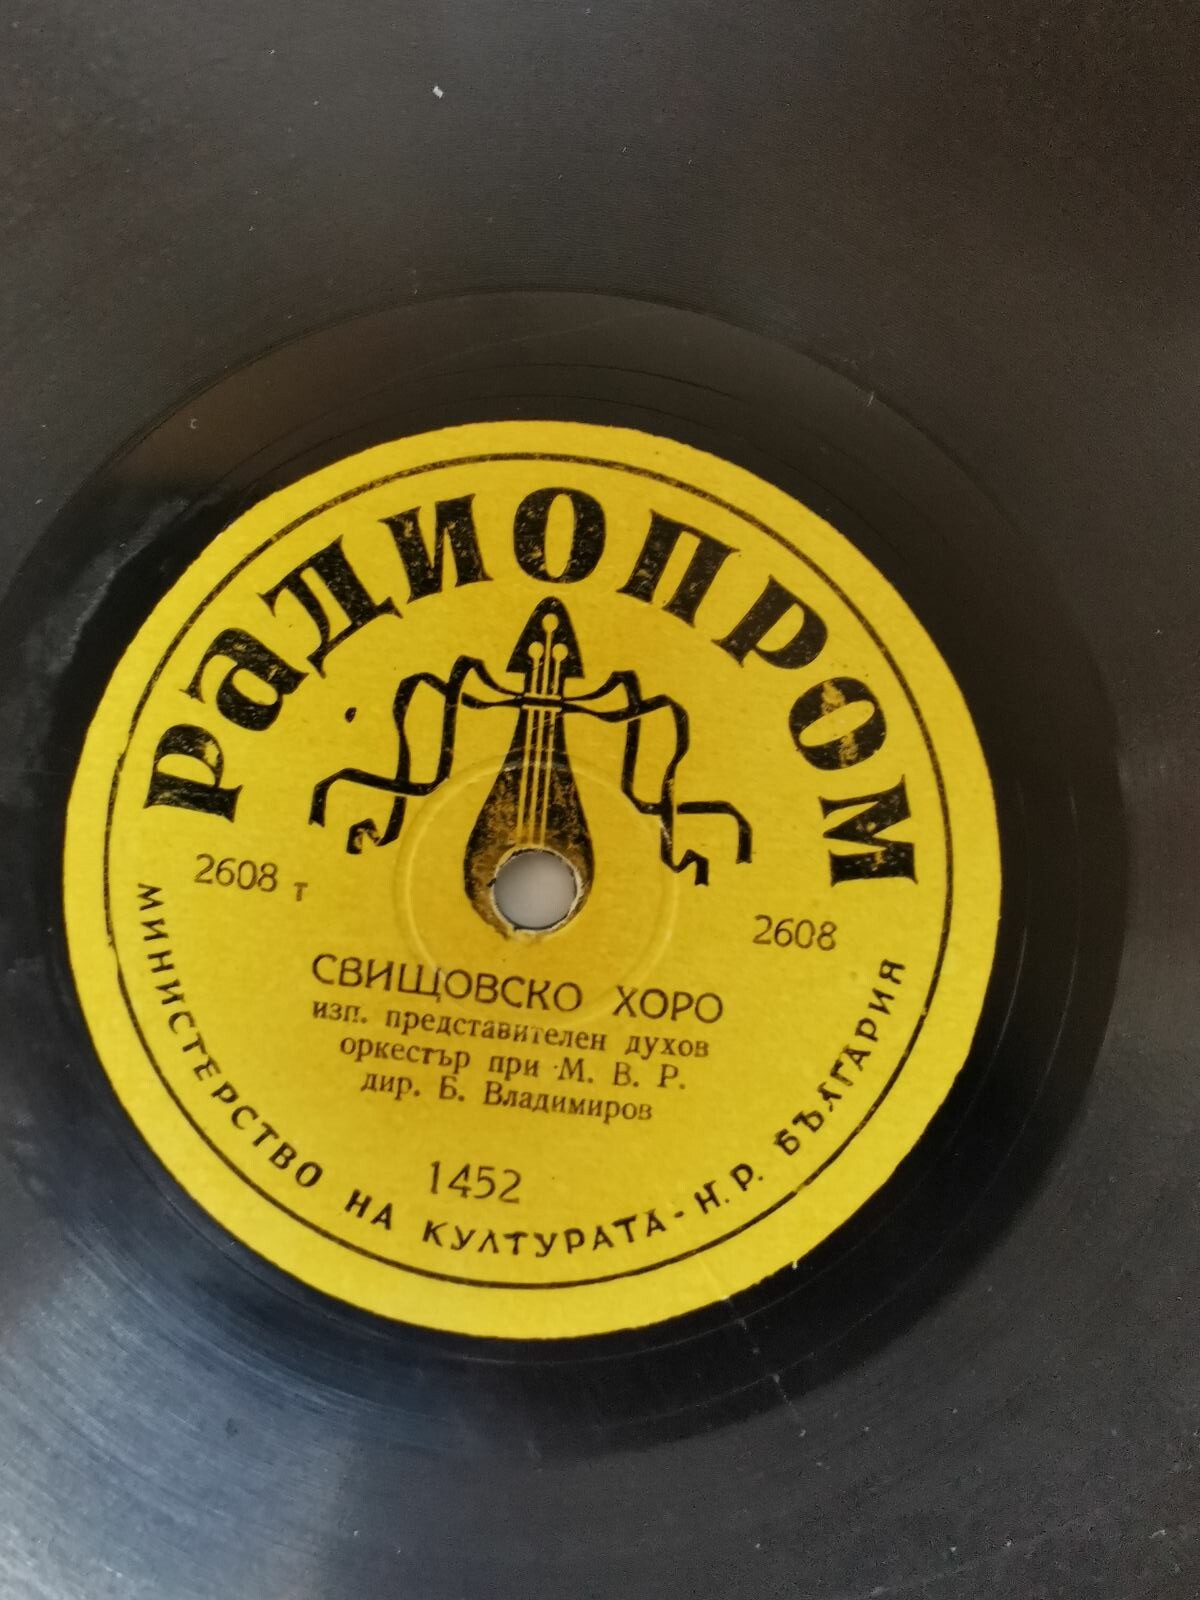 РАДИОПРОМ
2608 т
2608
СВИЩОВСКО ХОРО
изп. представителен духов
оркестър при М. В. Р.
дир. Б. Владимиров
1452
МИНИСТЕРСТВО НА КУЛТУРАТА - Н. Р. БЪЛГАРИЯ